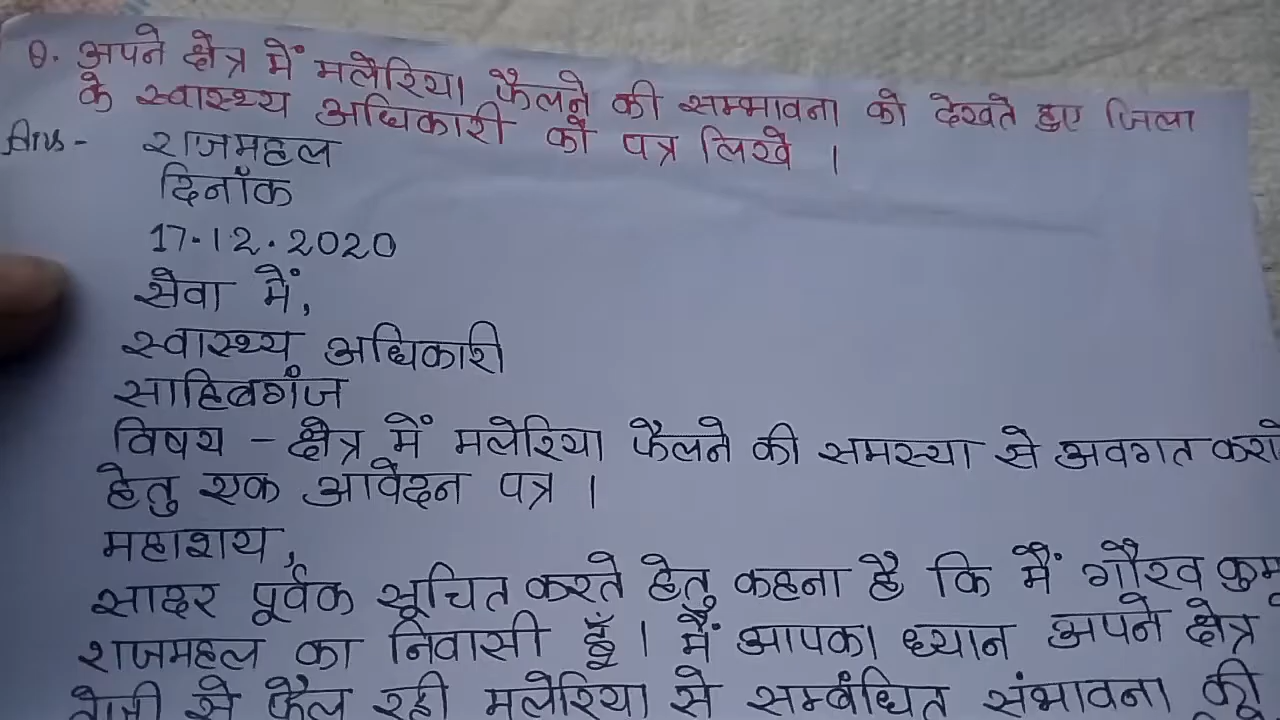 Q. अपने क्षेत्र में मलेरिया फैलने की सम्भावना को देखते हुए जिला
के स्वास्थ्य अधिकारी को पत्र लिखे ।
Ans - राजमहल
दिनाँक
17.12.2020
सेवा में,
स्वास्थ्य अधिकारी
साहिबगंज
विषय - क्षेत्र में मलेरिया फैलने की समस्या से अवगत
हेतु एक आवेदन पत्र ।
महाशय,
सादर पूर्वक सूचित करते हेतु कहना है कि मैं गौरव
राजमहल का निवासी हूँ । मैं आपका ध्यान अपने क्षेत्र
तेजी से फैल रही मलेरिया से सम्बंधित संभावना की